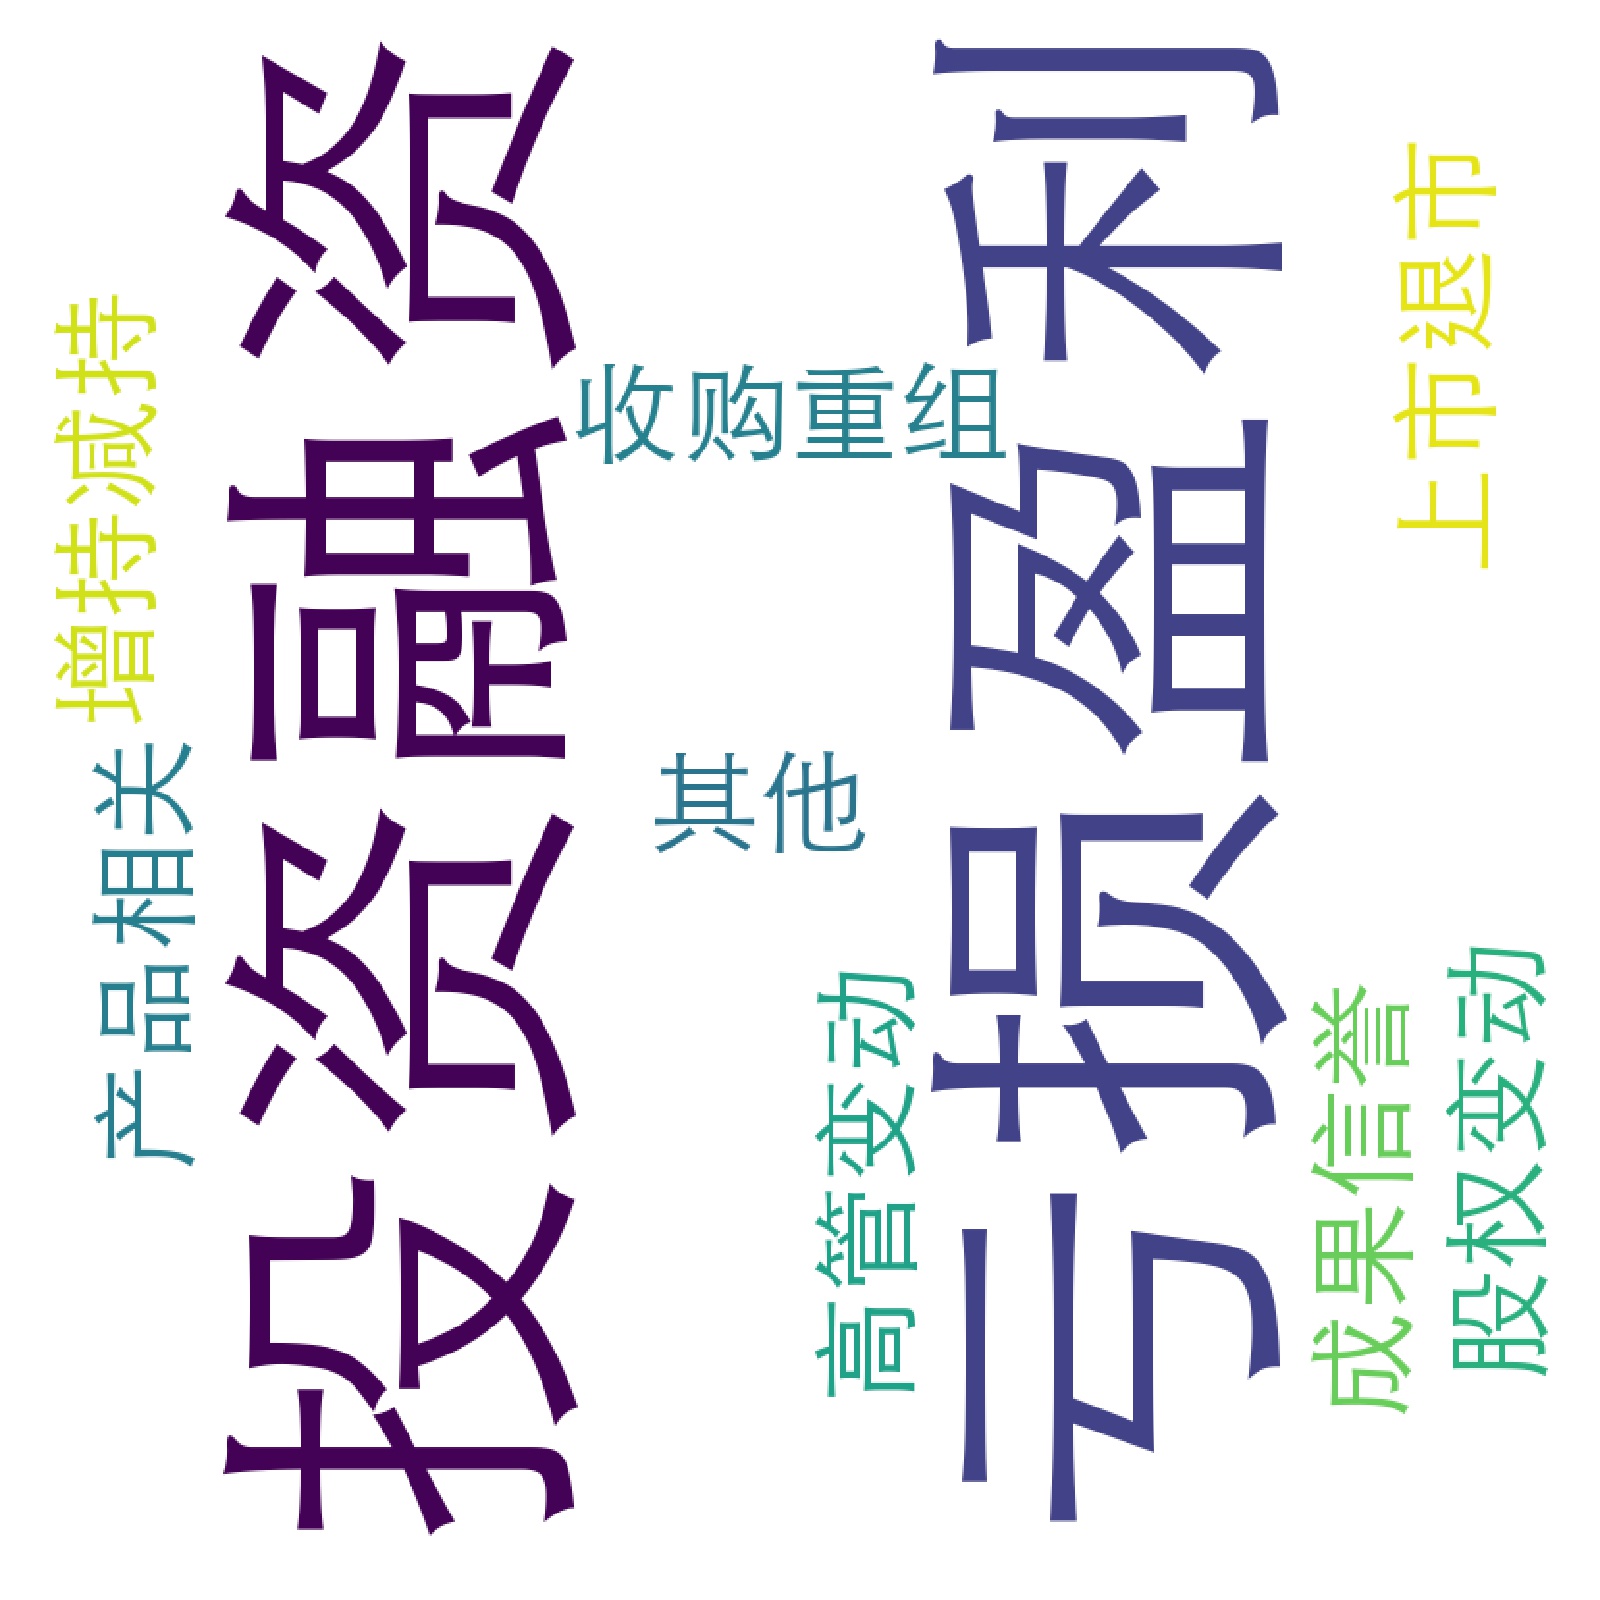 投资融资
亏损盈利
收购重组
其他
产品相关
增持减持
高管变动
成果信誉
股权变动
上市退市